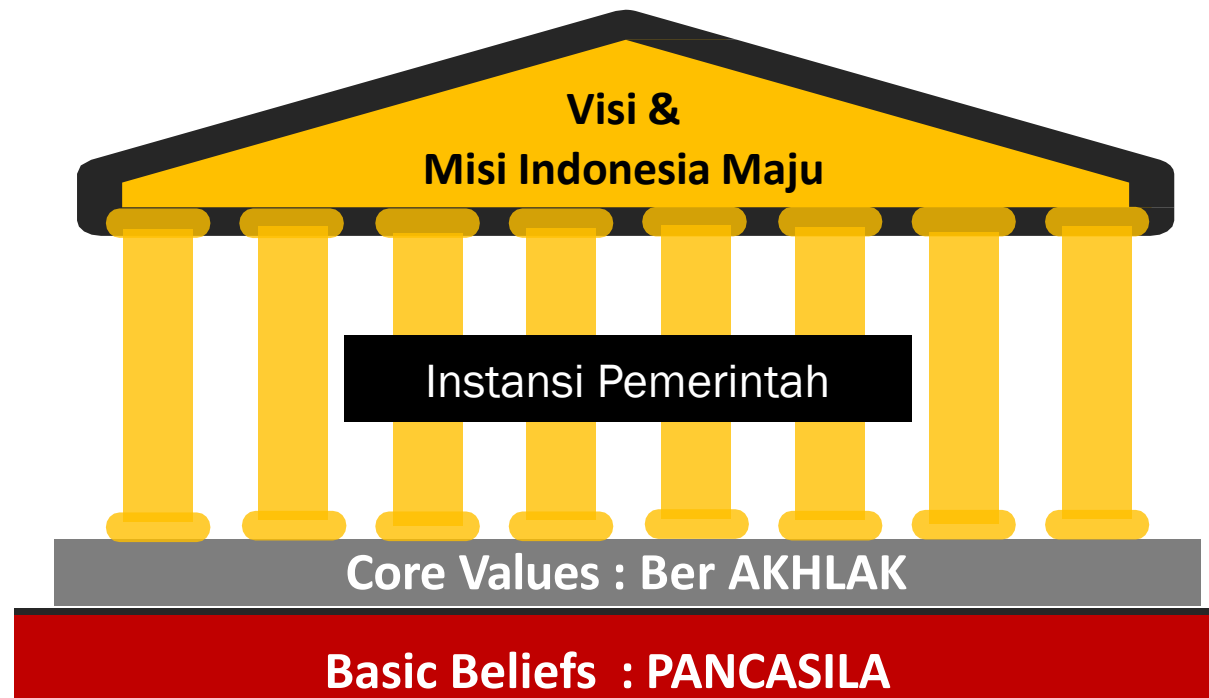 Visi &
Misi Indonesia Maju
Instansi Pemerintah
Core Values : Ber AKHLAK
Basic Beliefs : PANCASILA